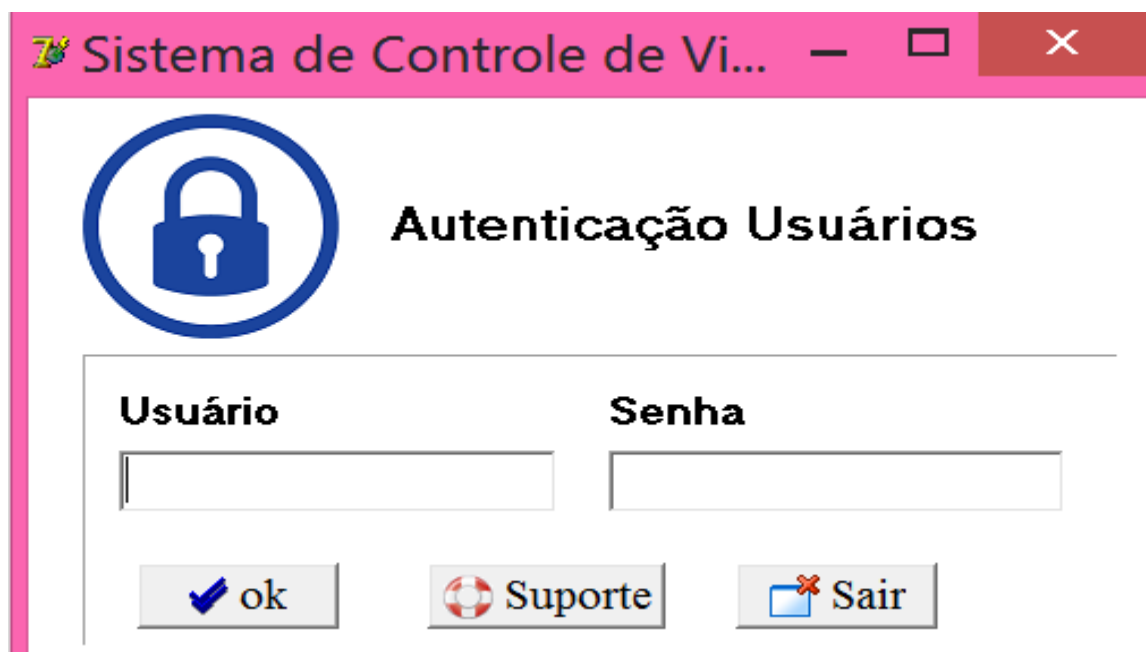 Sistema de Controle de Vi...
Autenticação Usuários
Usuário Senha
ok Suporte Sair